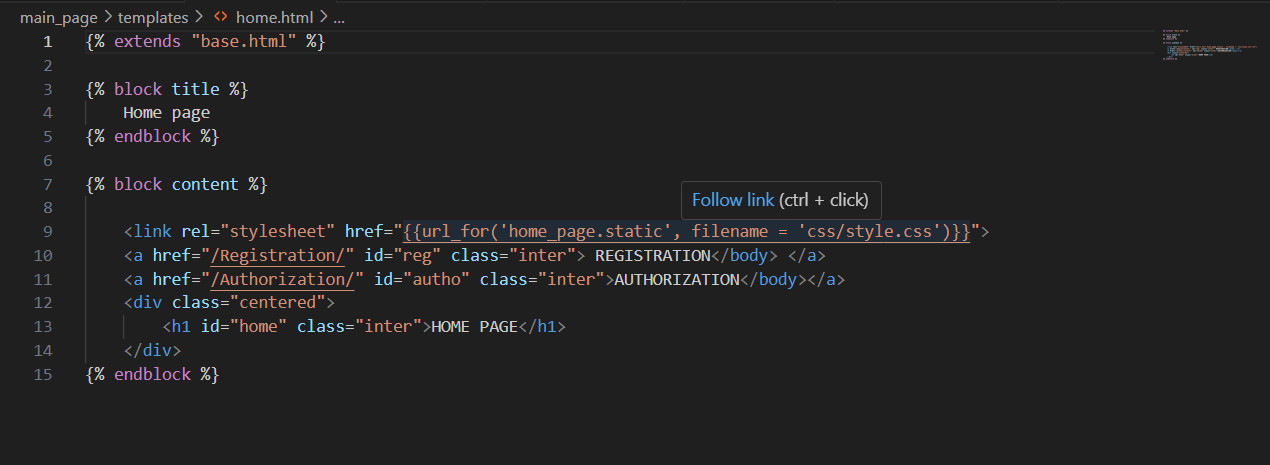 main_page > templates > <> home.html > ...
1 {% extends "base.html" %}
2
3 {% block title %}
4 Home page
5 {% endblock %}
6
7 {% block content %}
8
Follow link (ctrl + click)
9 <link rel="stylesheet" href="{{url_for('home_page.static', filename = 'css/style.css')}}">
10 <a href="/Registration/" id="reg" class="inter"> REGISTRATION</body> </a>
11 <a href="/Authorization/" id="autho" class="inter">AUTHORIZATION</body></a>
12 <div class="centered">
13 <h1 id="home" class="inter">HOME PAGE</h1>
14 </div>
15 {% endblock %}